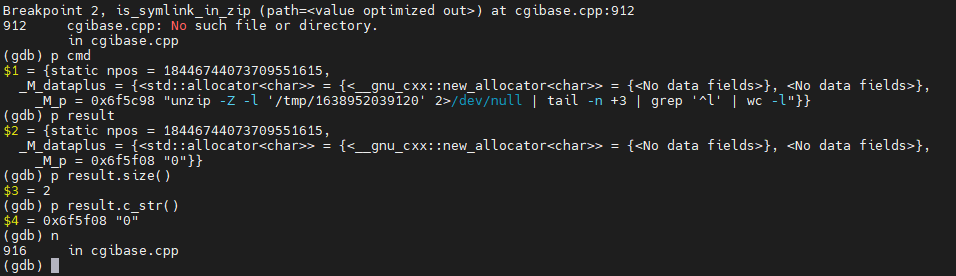 Breakpoint 2, is_symlink_in_zip (path=<value optimized out>) at cgibase.cpp:912
912     cgibase.cpp: No such file or directory.
        in cgibase.cpp
(gdb) p cmd
$1 = {static npos = 18446744073709551615,
  _M_dataplus = {<std::allocator<char>> = {<__gnu_cxx::new_allocator<char>> = {<No data fields>}, <No data fields>},
    _M_p = 0x6f5c98 "unzip -Z -l '/tmp/1638952039120' 2>/dev/null | tail -n +3 | grep '^l' | wc -l"}}
(gdb) p result
$2 = {static npos = 18446744073709551615,
  _M_dataplus = {<std::allocator<char>> = {<__gnu_cxx::new_allocator<char>> = {<No data fields>}, <No data fields>},
    _M_p = 0x6f5f08 "0"}}
(gdb) p result.size()
$3 = 2
(gdb) p result.c_str()
$4 = 0x6f5f08 "0"
(gdb) n
916     in cgibase.cpp
(gdb)